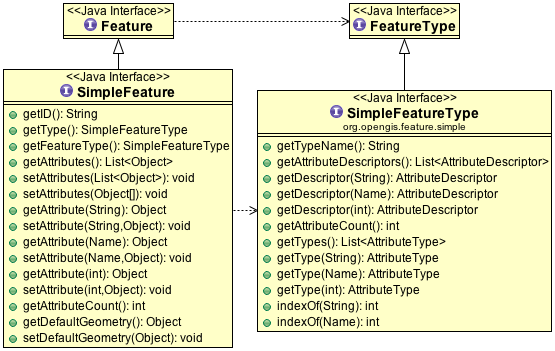 <<Java Interface>>
Feature
<<Java Interface>>
FeatureType
<<Java Interface>>
SimpleFeature
getID(): String
getType(): SimpleFeatureType
getFeatureType(): SimpleFeatureType
getAttributes(): List<Object>
setAttributes(List<Object>): void
setAttributes(Object[]): void
getAttribute(String): Object
setAttribute(String,Object): void
getAttribute(Name): Object
setAttribute(Name,Object): void
getAttribute(int): Object
setAttribute(int,Object): void
getAttributeCount(): int
getDefaultGeometry(): Object
setDefaultGeometry(Object): void
<<Java Interface>>
SimpleFeatureType
org.opengis.feature.simple
getTypeName(): String
getAttributeDescriptors(): List<AttributeDescriptor>
getDescriptor(String): AttributeDescriptor
getDescriptor(Name): AttributeDescriptor
getDescriptor(int): AttributeDescriptor
getAttributeCount(): int
getTypes(): List<AttributeType>
getType(String): AttributeType
getType(Name): AttributeType
getType(int): AttributeType
indexOf(String): int
indexOf(Name): int